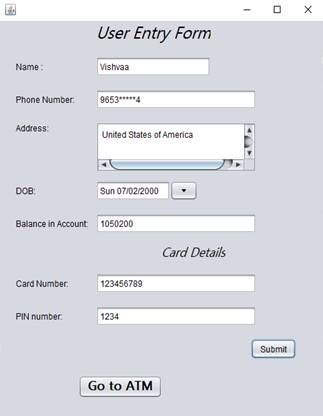 User Entry Form
Name :
Vishvaa
Phone Number:
9653*****4
Address:
United States of America
DOB:
Sun 07/02/2000
Balance in Account:
1050200
Card Details
Card Number:
123456789
PIN number:
1234
Submit
Go to ATM